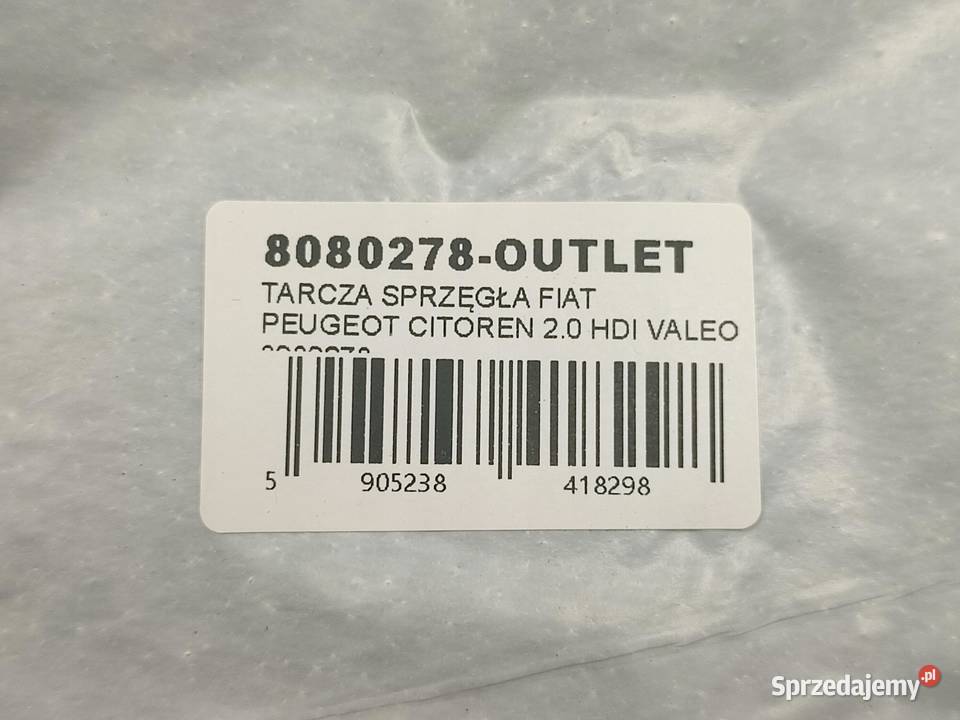 8080278-OUTLET
TARCZA SPRZĘGŁA FIAT
PEUGEOT CITOREN 2.0 HDI VALEO
5 905238 418298
Sprzedajemy.pl